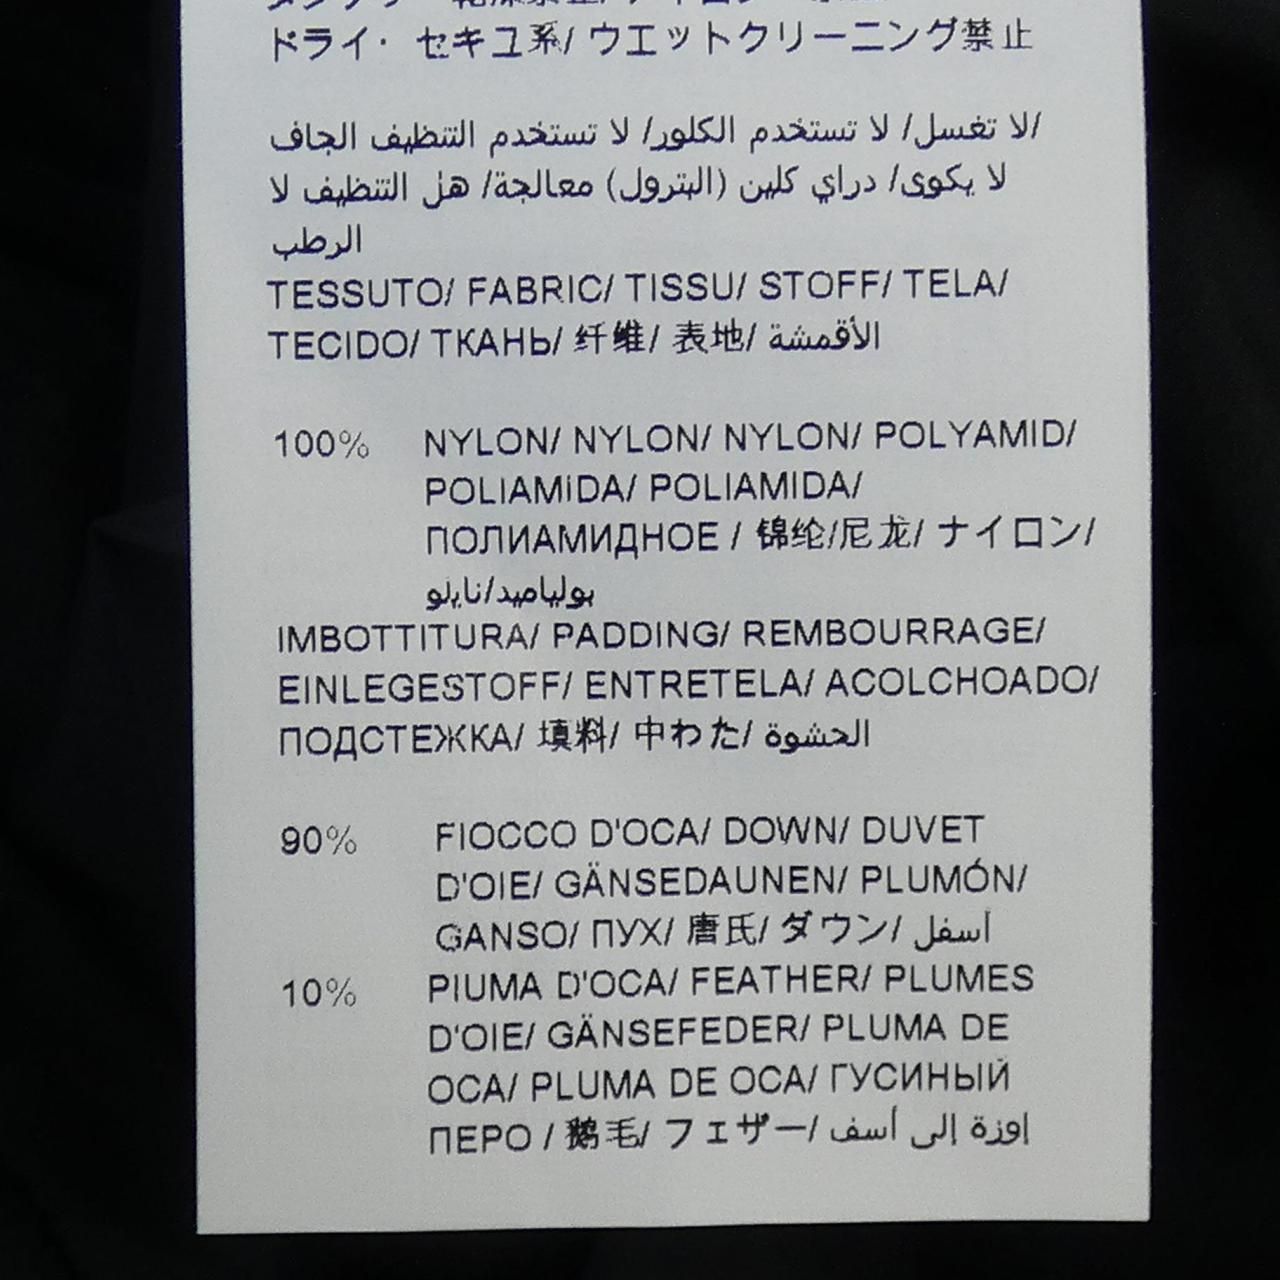 ドライ・ セキユ系/ ウエットクリーニング禁止
لا تغسل/ لا تستخدم الكلور/ لا تستخدم التنظيف الجاف/
لا يكوى/ دراي كلين (البترول) معالجة/ هل التنظيف لا
الرطب
TESSUTO/ FABRIC/ TISSU/ STOFF/ TELA/
TECIDO/ ТКАНЬ/ 纤维/ 表地/ الأقمشة
100% NYLON/ NYLON/ NYLON/ POLYAMID/
POLIAMIDA/ POLIAMIDA/
ПОЛИАМИДНОЕ / 锦纶/尼龙/ ナイロン/
بولياميد/نايلو
IMBOTTITURA/ PADDING/ REMBOURRAGE/
EINLEGESTOFF/ ENTRETELA/ ACOLCHOADO/
ПОДСТЕЖКА/ 填料/ 中わた/ الحشوة
90% FIOCCO D'OCA/ DOWN/ DUVET
D'OIE/ GÄNSEDAUNEN/ PLUMÓN/
GANSO/ ПУХ/ 唐氏/ ダウン/ أسفل
10% PIUMA D'OCA/ FEATHER/ PLUMES
D'OIE/ GÄNSEFEDER/ PLUMA DE
OCA/ PLUMA DE OCA/ ГУСИНЫЙ
ПЕРО / 鹅毛/ フェザー/ إوزة إلى أسف